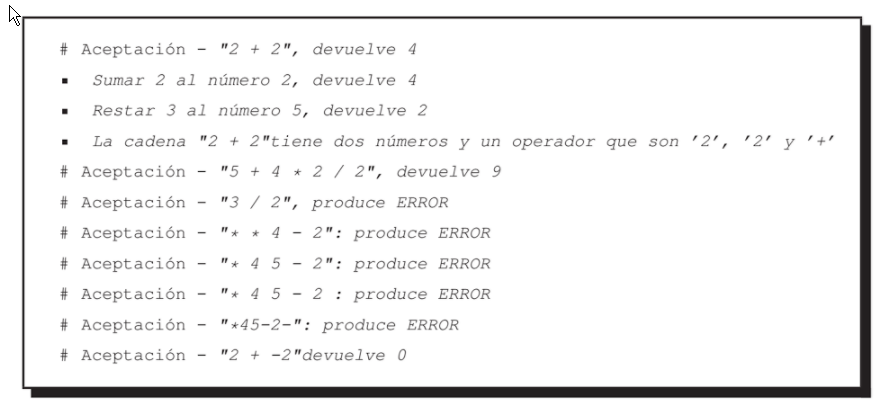 # Aceptación - "2 + 2", devuelve 4
▪ Sumar 2 al número 2, devuelve 4
▪ Restar 3 al número 5, devuelve 2
▪ La cadena "2 + 2"tiene dos números y un operador que son ’2’, ’2’ y ’+’
# Aceptación - "5 + 4 * 2 / 2", devuelve 9
# Aceptación - "3 / 2", produce ERROR
# Aceptación - "* * 4 - 2": produce ERROR
# Aceptación - "* 4 5 - 2": produce ERROR
# Aceptación - "* 4 5 - 2 : produce ERROR
# Aceptación - "*45-2-": produce ERROR
# Aceptación - "2 + -2"devuelve 0